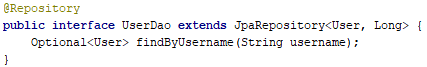 @Repository
public interface UserDao extends JpaRepository<User, Long> {
    Optional<User> findByUsername(String username);
}